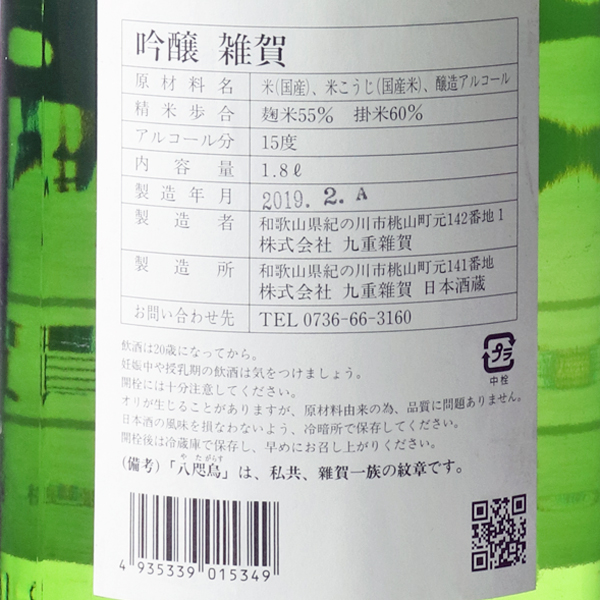 吟醸 雑賀
原材料名 米(国産)、米こうじ(国産米)、醸造アルコール
精米歩合 麹米55% 掛米60%
アルコール分 15度
内容量 1.8ℓ
製造年月 2019. 2. A
製造者 和歌山県紀の川市桃山町元142番地1
株式会社 九重雜賀
製造所 和歌山県紀の川市桃山町元141番地
株式会社 九重雜賀 日本酒蔵
お問い合わせ先 TEL 0736-66-3160
飲酒は20歳になってから。
妊娠中や授乳期の飲酒は気をつけましょう。
開栓には十分注意してください。
オリが生じることがありますが、原材料由来の為、品質に問題ありません。
日本酒の風味を損なわないよう、冷暗所で保存してください。
開栓後は冷蔵庫で保存し、早めにお召し上がりください。
プラ
中栓
やたがらす
(備考)「八咫烏」は、私共、雜賀一族の紋章です。
4 935339 015349